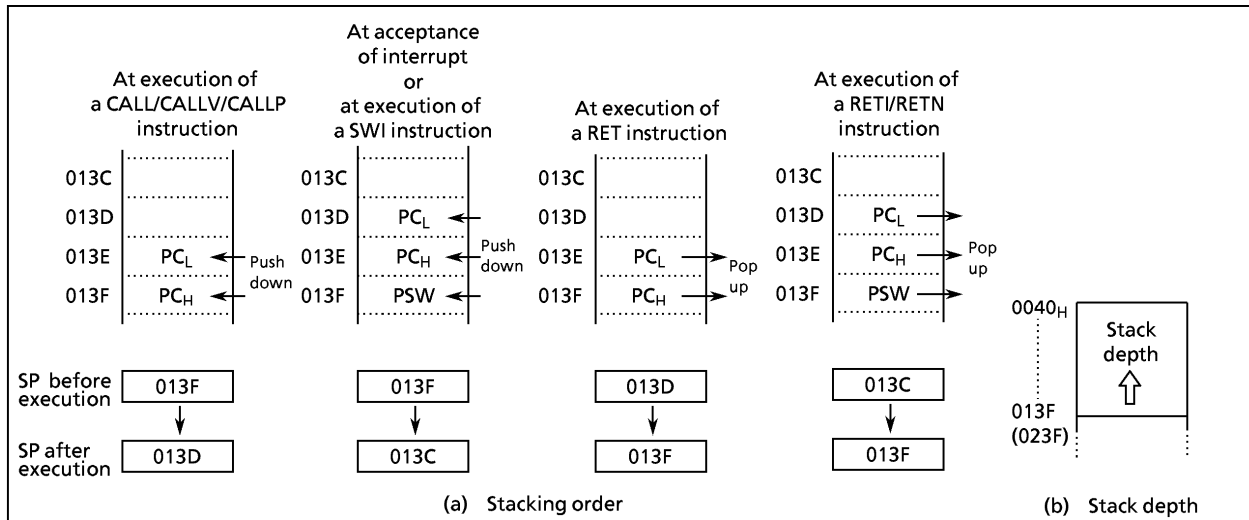 At execution of
a CALL/CALLV/CALLP
instruction
013C
013D
013E PCL
013F PCH
Push
down
At acceptance
of interrupt
or
at execution of
a SWI instruction
013C
013D PCL
013E PCH
013F PSW
Push
down
At execution of
a RET instruction
013C
013D
013E PCL
013F PCH
Pop
up
At execution of
a RETI/RETN
instruction
013C
013D PCL
013E PCH
013F PSW
Pop
up
SP before
execution
013F
013F
013D
013C
SP after
execution
013D
013C
013F
013F
(a) Stacking order
0040H
Stack
depth
013F
(023F)
(b) Stack depth